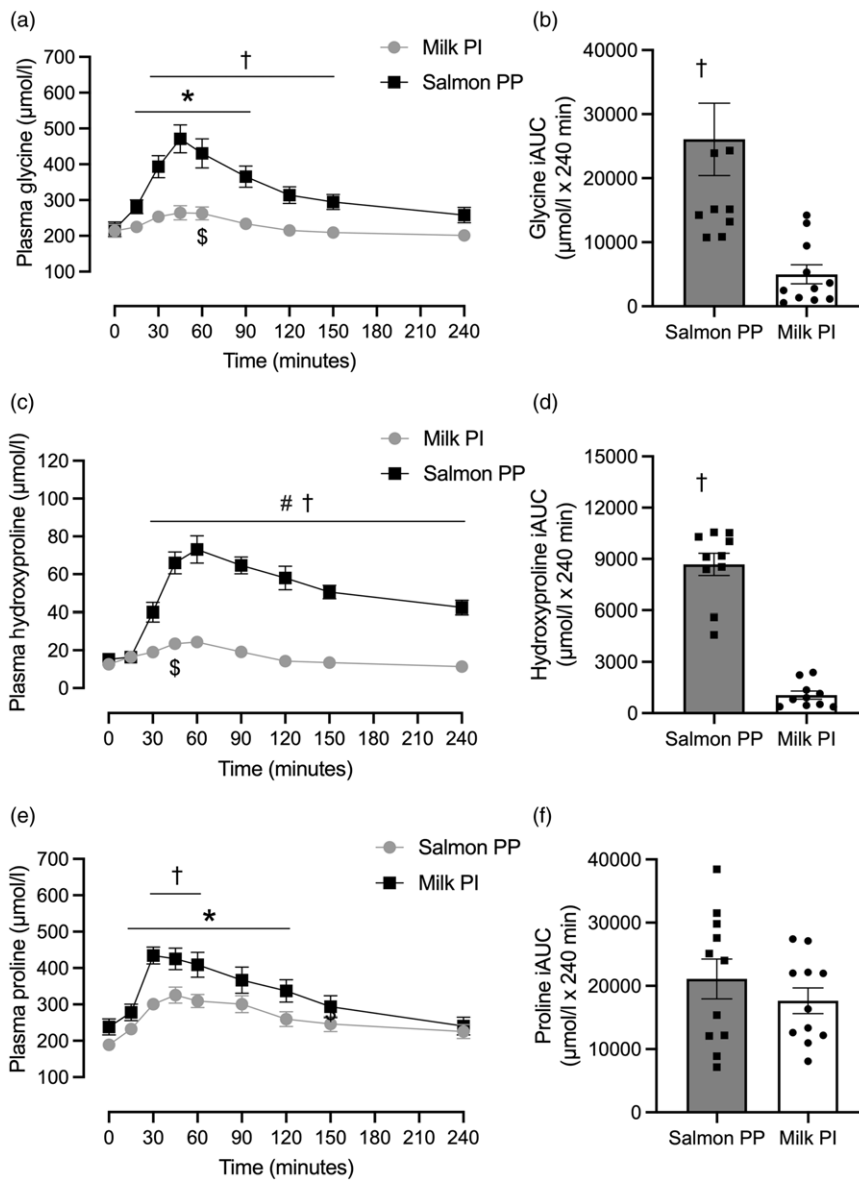 (a)
Plasma glycine (µmol/l)
700
600
500
400
300
200
100
†
*
$
Milk PI
Salmon PP
0 30 60 90 120 150 180 210 240
Time (minutes)
(b)
Glycine iAUC
(µmol/l x 240 min)
40000
30000
20000
10000
0
†
Salmon PP Milk PI
(c)
Plasma hydroxyproline (µmol/l)
120
100
80
60
40
20
0
# †
$
Milk PI
Salmon PP
0 30 60 90 120 150 180 210 240
Time (minutes)
(d)
Hydroxyproline iAUC
(µmol/l x 240 min)
15000
12000
9000
6000
3000
0
†
Salmon PP Milk PI
(e)
Plasma proline (µmol/l)
700
600
500
400
300
200
100
†
*
$
Salmon PP
Milk PI
0 30 60 90 120 150 180 210 240
Time (minutes)
(f)
Proline iAUC
(µmol/l x 240 min)
40000
30000
20000
10000
0
Salmon PP Milk PI